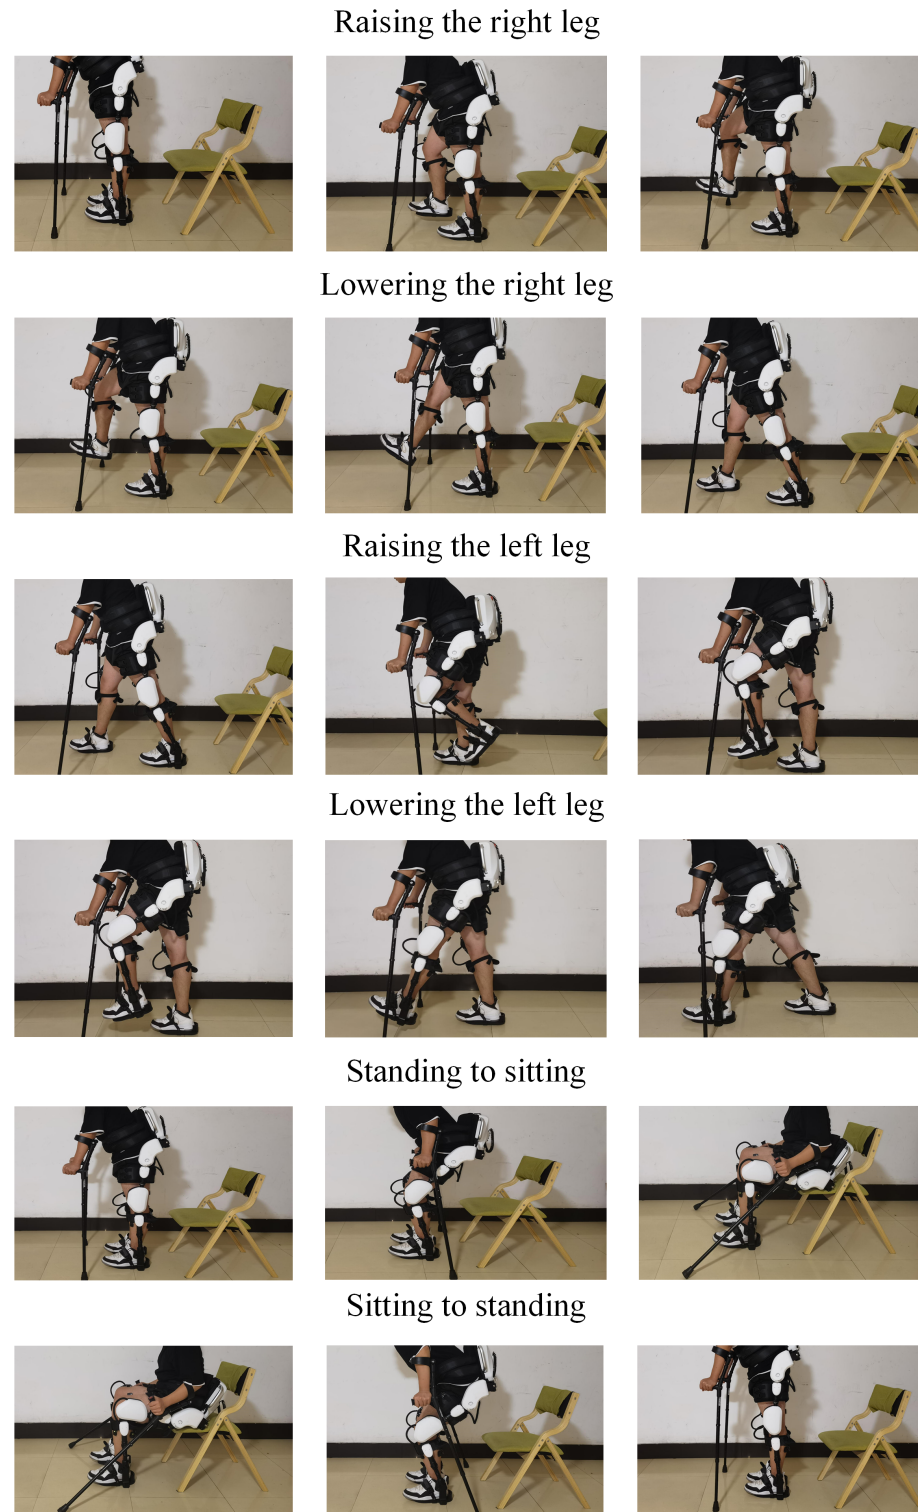 Raising the right leg
Lowering the right leg
Raising the left leg
Lowering the left leg
Standing to sitting
Sitting to standing